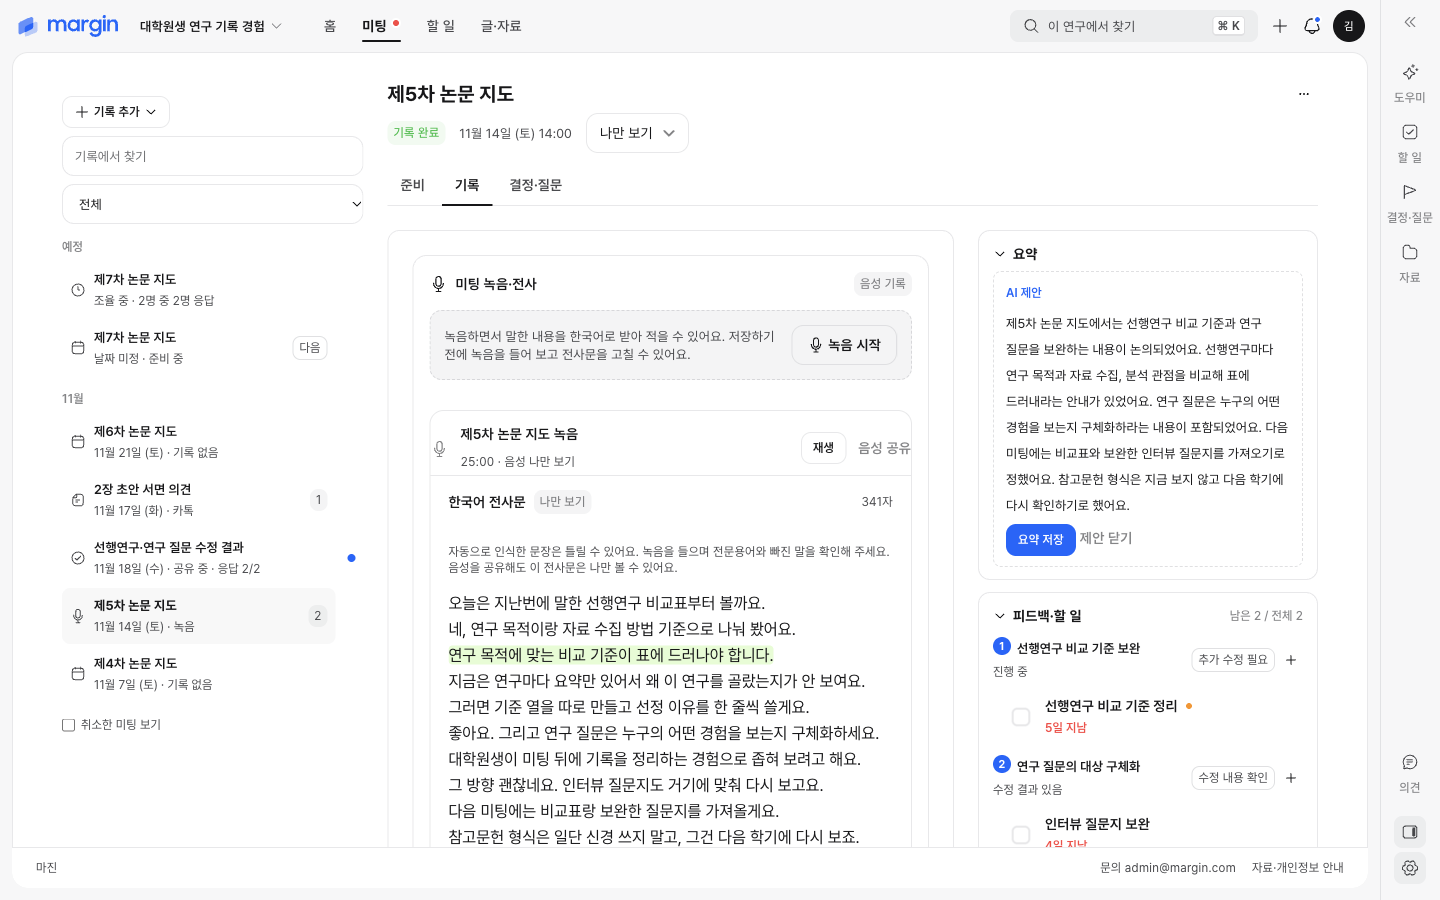 margin
대학원생 연구 기록 경험
홈
미팅
할 일
글·자료
이 연구에서 찾기
⌘ K
김
기록 추가
기록에서 찾기
전체
예정
제7차 논문 지도
조율 중 · 2명 중 2명 응답
제7차 논문 지도
날짜 미정 · 준비 중
다음
11월
제6차 논문 지도
11월 21일 (토) · 기록 없음
2장 초안 서면 의견
11월 17일 (화) · 카톡
1
선행연구·연구 질문 수정 결과
11월 18일 (수) · 공유 중 · 응답 2/2
제5차 논문 지도
11월 14일 (토) · 녹음
2
제4차 논문 지도
11월 7일 (토) · 기록 없음
취소한 미팅 보기
제5차 논문 지도
기록 완료
11월 14일 (토) 14:00
나만 보기
준비
기록
결정·질문
미팅 녹음·전사
음성 기록
녹음하면서 말한 내용을 한국어로 받아 적을 수 있어요. 저장하기
전에 녹음을 들어 보고 전사문을 고칠 수 있어요.
녹음 시작
제5차 논문 지도 녹음
25:00 · 음성 나만 보기
재생
음성 공유
한국어 전사문
나만 보기
341자
자동으로 인식한 문장은 틀릴 수 있어요. 녹음을 들으며 전문용어와 빠진 말을 확인해 주세요.
음성을 공유해도 이 전사문은 나만 볼 수 있어요.
오늘은 지난번에 말한 선행연구 비교표부터 볼까요.
네, 연구 목적이랑 자료 수집 방법 기준으로 나눠 봤어요.
연구 목적에 맞는 비교 기준이 표에 드러나야 합니다.
지금은 연구마다 요약만 있어서 왜 이 연구를 골랐는지가 안 보여요.
그러면 기준 열을 따로 만들고 선정 이유를 한 줄씩 쓸게요.
좋아요. 그리고 연구 질문은 누구의 어떤 경험을 보는지 구체화하세요.
대학원생이 미팅 뒤에 기록을 정리하는 경험으로 좁혀 보려고 해요.
그 방향 괜찮네요. 인터뷰 질문지도 거기에 맞춰 다시 보고요.
다음 미팅에는 비교표랑 보완한 질문지를 가져올게요.
참고문헌 형식은 일단 신경 쓰지 말고, 그건 다음 학기에 다시 보죠.
요약
AI 제안
제5차 논문 지도에서는 선행연구 비교 기준과 연구
질문을 보완하는 내용이 논의되었어요. 선행연구마다
연구 목적과 자료 수집, 분석 관점을 비교해 표에
드러내라는 안내가 있었어요. 연구 질문은 누구의 어떤
경험을 보는지 구체화하라는 내용이 포함되었어요. 다음
미팅에는 비교표와 보완한 인터뷰 질문지를 가져오기로
정했어요. 참고문헌 형식은 지금 보지 않고 다음 학기에
다시 확인하기로 했어요.
요약 저장
제안 닫기
피드백·할 일
남은 2 / 전체 2
1
선행연구 비교 기준 보완
진행 중
추가 수정 필요
선행연구 비교 기준 정리
5일 지남
2
연구 질문의 대상 구체화
수정 결과 있음
수정 내용 확인
인터뷰 질문지 보완
4일 지남
도우미
할 일
결정·질문
자료
의견
마진
문의 admin@margin.com
자료·개인정보 안내